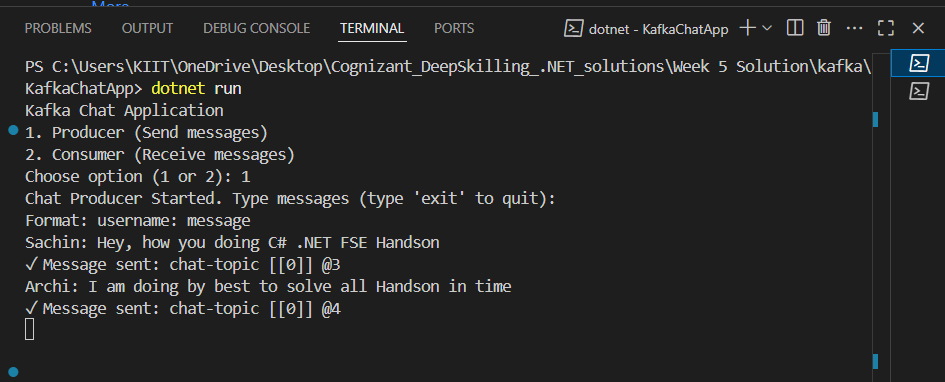 More
PROBLEMS OUTPUT DEBUG CONSOLE TERMINAL PORTS dotnet - KafkaChatApp
PS C:\Users\KIIT\OneDrive\Desktop\Cognizant_DeepSkilling_.NET_solutions\Week 5 Solution\kafka\
KafkaChatApp> dotnet run
Kafka Chat Application
1. Producer (Send messages)
2. Consumer (Receive messages)
Choose option (1 or 2): 1
Chat Producer Started. Type messages (type 'exit' to quit):
Format: username: message
Sachin: Hey, how you doing C# .NET FSE Handson
✓ Message sent: chat-topic [[0]] @3
Archi: I am doing by best to solve all Handson in time
✓ Message sent: chat-topic [[0]] @4